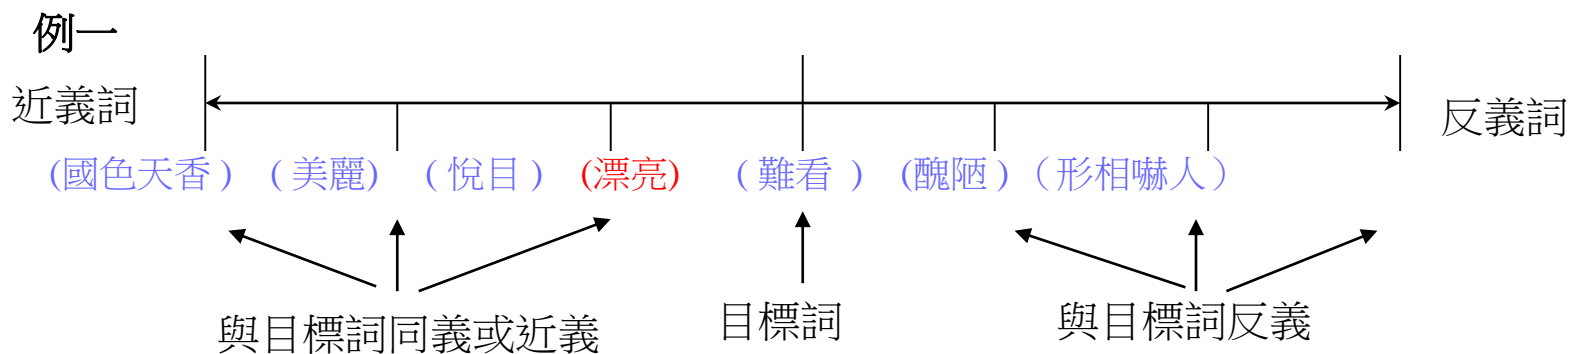 例一
近義詞
反義詞
(國色天香) (美麗) (悅目) (漂亮) (難看) (醜陋) (形相嚇人)
與目標詞同義或近義
目標詞
與目標詞反義